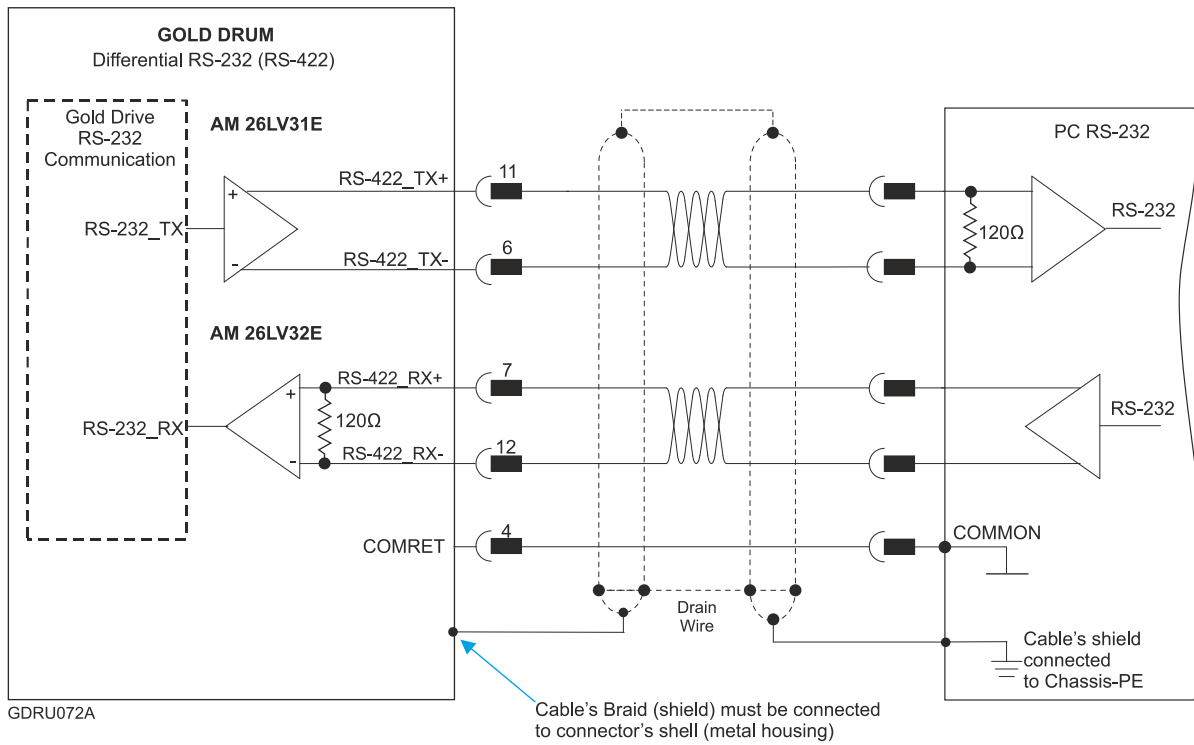 GOLD DRUM
Differential RS-232 (RS-422)
Gold Drive
RS-232
Communication
AM 26LV31E
PC RS-232
RS-422_TX+
11
+
RS-232_TX
RS-232
120Ω
-
RS-422_TX-
6
AM 26LV32E
RS-422_RX+
7
+
RS-232_RX
120Ω
RS-232
-
RS-422_RX-
12
COMRET
4
COMMON
Drain
Wire
Cable's shield
connected
to Chassis-PE
GDRU072A
Cable's Braid (shield) must be connected
to connector's shell (metal housing)